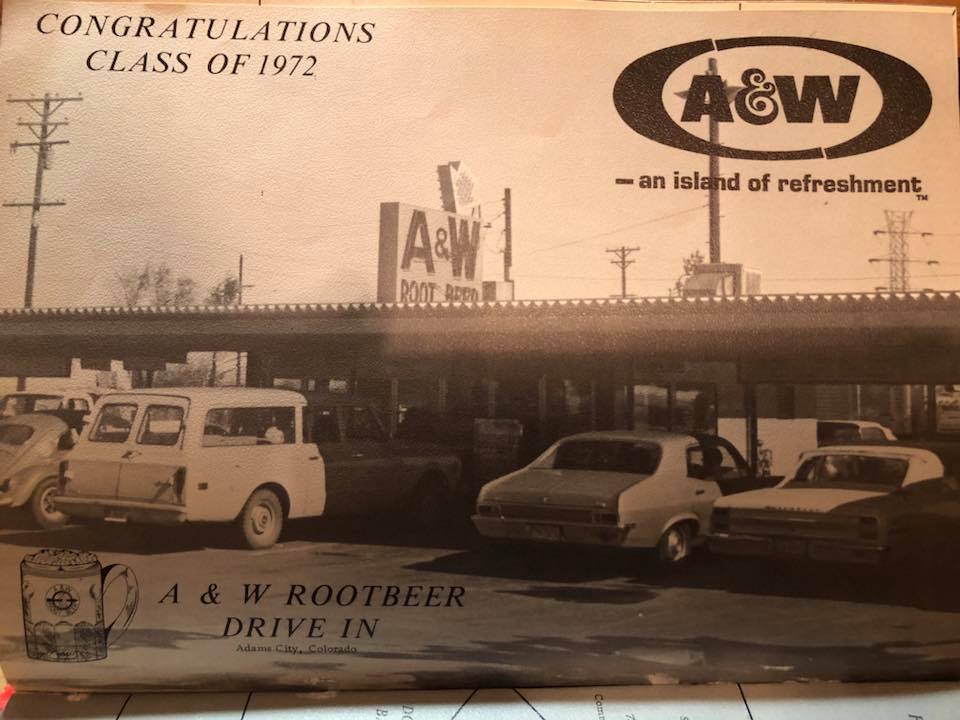 CONGRATULATIONS
CLASS OF 1972
A&W
— an island of refreshment
TM
A&W
ROOT BEER
A & W ROOTBEER
DRIVE IN
Adams City, Colorado